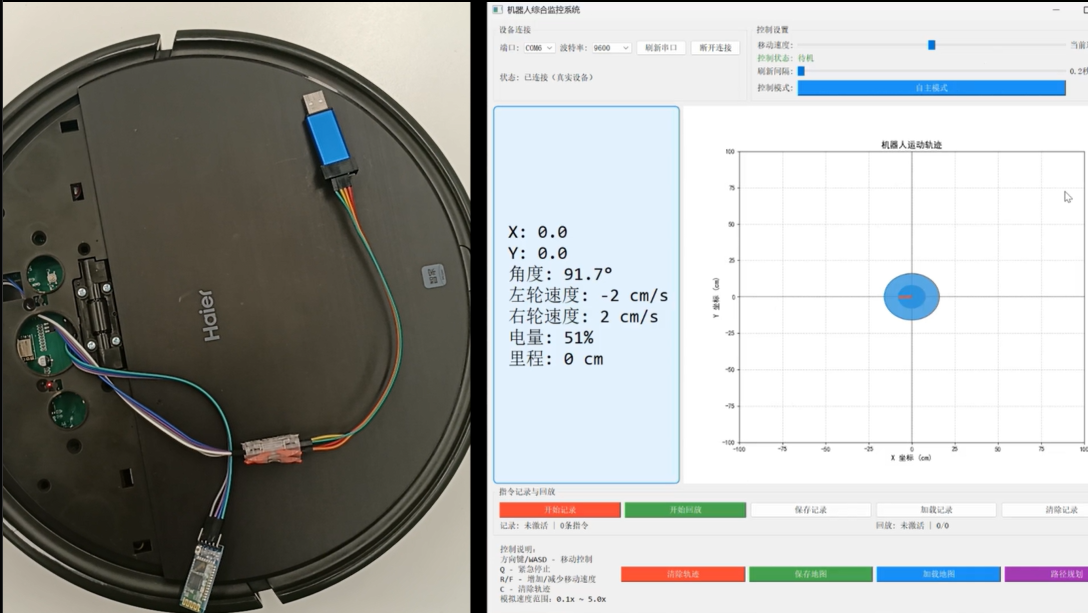 Haier
机器人综合监控系统
设备连接
端口: COM6 波特率: 9600 刷新串口 断开连接
状态: 已连接（真实设备）
控制设置
移动速度:
控制状态: 待机
刷新间隔: 0.2秒
控制模式: 自主模式
X: 0.0
Y: 0.0
角度: 91.7°
左轮速度: -2 cm/s
右轮速度: 2 cm/s
电量: 51%
里程: 0 cm
机器人运动轨迹
100
75
50
25
0
-25
-50
-75
-100
Y 坐标 (cm)
-100 -75 -50 -25 0 25 50 75 100
X 坐标 (cm)
指令记录与回放
开始记录 开始回放 保存记录 加载记录 清除记录
记录: 未激活 | 0条指令 回放: 未激活 | 0/0
控制说明:
方向键/WASD - 移动控制
Q - 紧急停止
R/F - 增加/减少移动速度
C - 清除轨迹
模拟速度范围: 0.1x ~ 5.0x
清除轨迹 保存地图 加载地图 路径规划